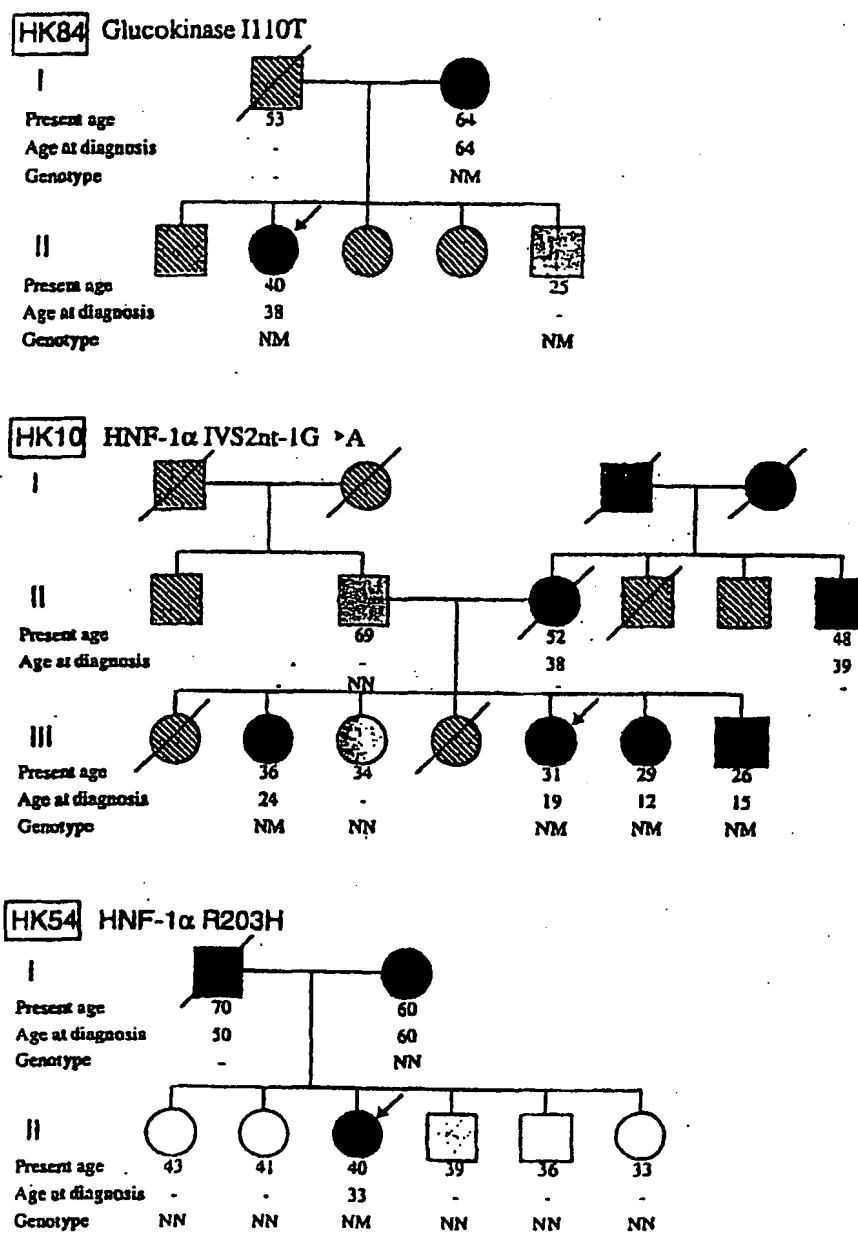 HK84 Glucokinase I110T
I
Present age 53 64
Age at diagnosis - 64
Genotype - NM
II
Present age 40 25
Age at diagnosis 38 -
Genotype NM NM
HK10 HNF-1α IVS2nt-1G >A
I
II
Present age 69 52 48
Age at diagnosis - 38 39
NN - -
III
Present age 36 34 31 29 26
Age at diagnosis 24 - 19 12 15
Genotype NM NN NM NM NM
HK54 HNF-1α R203H
I
Present age 70 60
Age at diagnosis 50 60
Genotype - NN
II
Present age 43 41 40 39 36 33
Age at diagnosis - - 33 - - -
Genotype NN NN NM NN NN NN